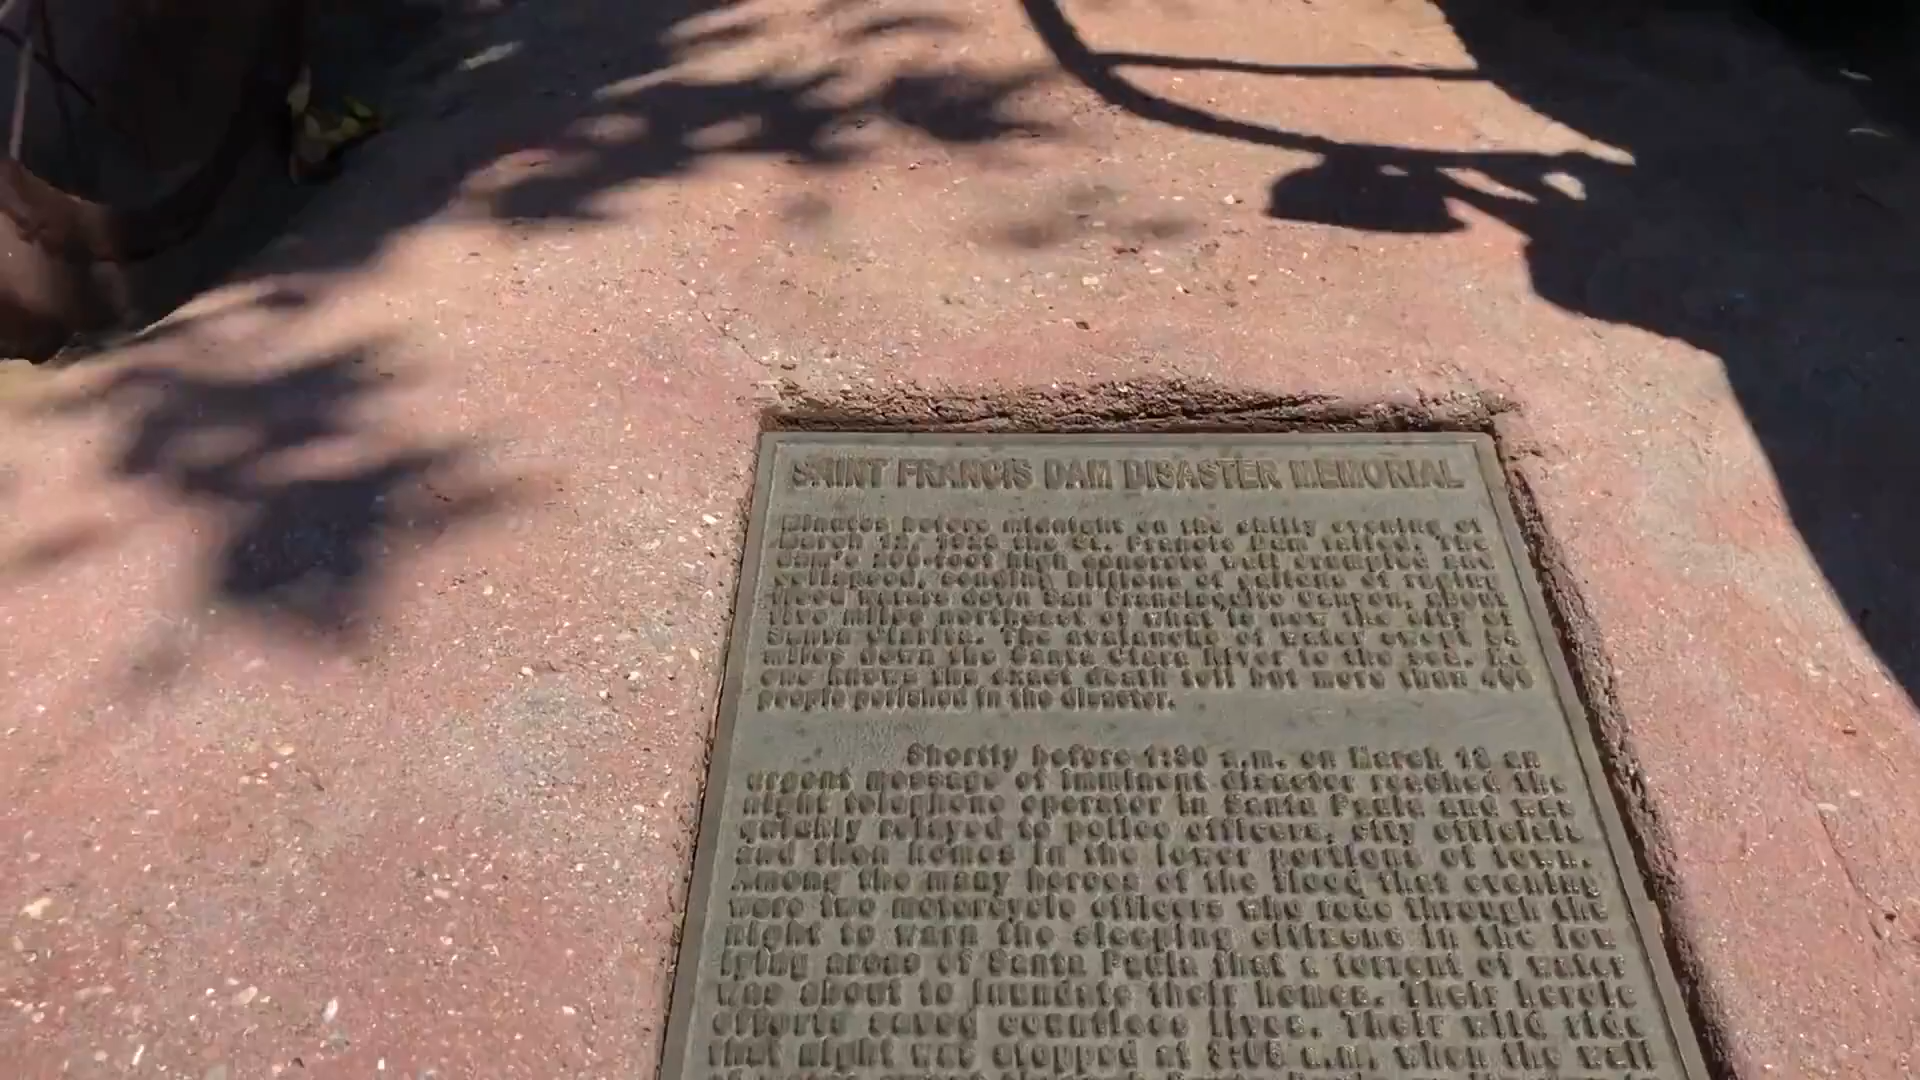 SAINT FRANCIS DAM DISASTER MEMORIAL
Minutes before midnight on the chilly evening of
March 12, 1928 the St. Francis Dam failed. The
dam's 200-foot high concrete wall crumpled and
collapsed, sending billions of gallons of raging
flood waters down San Francisquito Canyon, about
five miles northeast of what is now the city of
Santa Clarita. The avalanche of water swept 54
miles down the Santa Clara River to the sea. No
one knows the exact death toll but more than 400
people perished in the disaster.
Shortly before 1:30 a.m. on March 13 an
urgent message of imminent disaster reached the
night telephone operator in Santa Paula and was
quickly relayed to police officers, city officials
and then homes in the lower portions of town.
Among the many heroes of the flood that evening
were two motorcycle officers who rode through the
night to warn the sleeping citizens in the low
lying areas of Santa Paula that a torrent of water
was about to inundate their homes. Their heroic
efforts saved countless lives. Their wild ride
that night was stopped at 3:05 a.m. when the wall